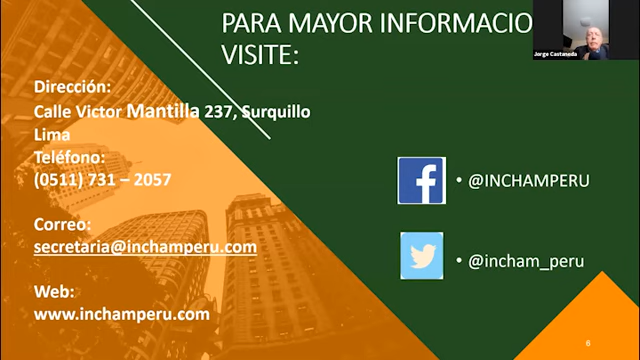 PARA MAYOR INFORMACIO
VISITE:
Jorge Castaneda
Dirección:
Calle Victor Mantilla 237, Surquillo
Lima
Teléfono:
(0511) 731 – 2057
Correo:
secretaria@inchamperu.com
Web:
www.inchamperu.com
• @INCHAMPERU
• @incham_peru
6